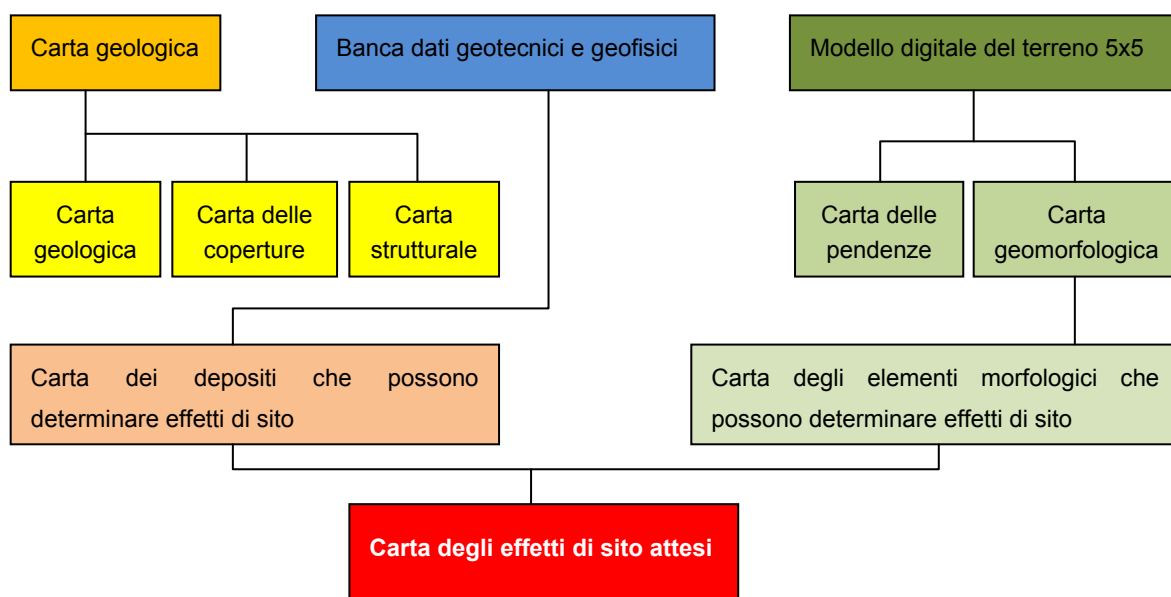 Carta geologica
Banca dati geotecnici e geofisici
Modello digitale del terreno 5x5
Carta
geologica
Carta delle
coperture
Carta
strutturale
Carta delle
pendenze
Carta
geomorfologica
Carta dei depositi che possono
determinare effetti di sito
Carta degli elementi morfologici che
possono determinare effetti di sito
Carta degli effetti di sito attesi